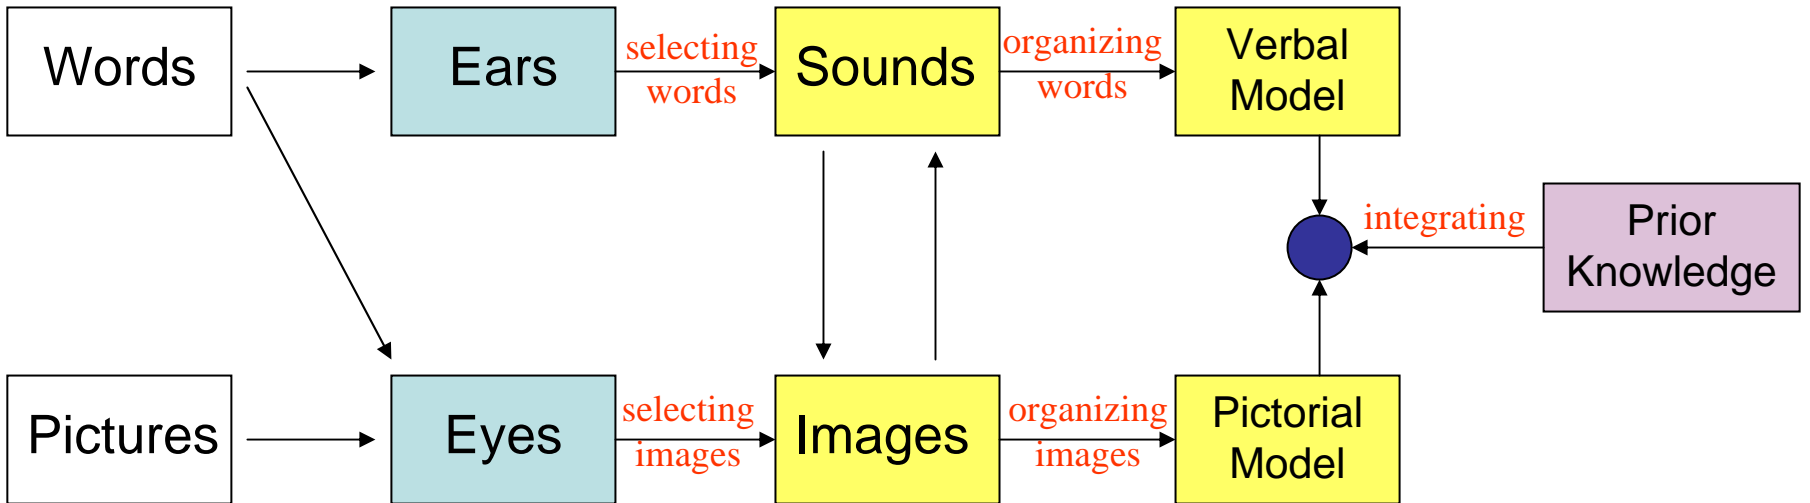 Words
Ears
selecting
words
Sounds
organizing
words
Verbal
Model
integrating
Prior
Knowledge
Pictures
Eyes
selecting
images
Images
organizing
images
Pictorial
Model